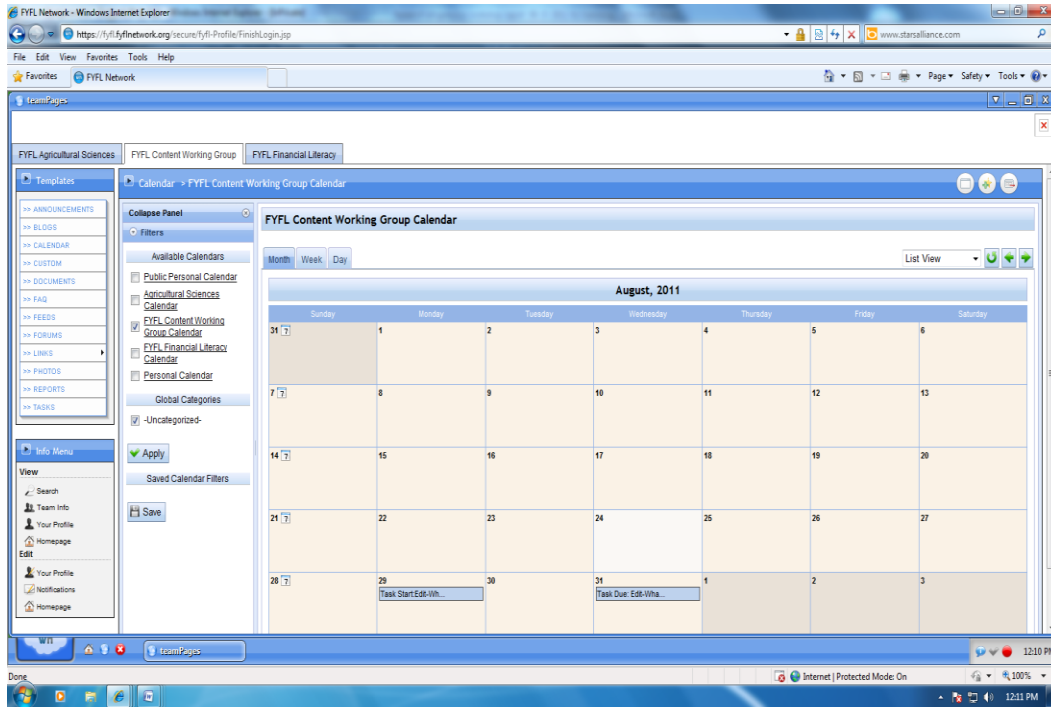 FYFL Network - Windows Internet Explorer
https://fyfl.fyflnetwork.org/secure/fyfl-Profile/FinishLogin.jsp
www.starsalliance.com
File Edit View Favorites Tools Help
Favorites FYFL Network
Page Safety Tools
teamPages
FYFL Agricultural Sciences FYFL Content Working Group FYFL Financial Literacy
Templates
>> ANNOUNCEMENTS
>> BLOGS
>> CALENDAR
>> CUSTOM
>> DOCUMENTS
>> FAQ
>> FEEDS
>> FORUMS
>> LINKS
>> PHOTOS
>> REPORTS
>> TASKS
Info Menu
View
Search
Team Info
Your Profile
Homepage
Edit
Your Profile
Notifications
Homepage
Calendar > FYFL Content Working Group Calendar
Collapse Panel
Filters
Available Calendars
Public Personal Calendar
Agricultural Sciences
Calendar
FYFL Content Working
Group Calendar
FYFL Financial Literacy
Calendar
Personal Calendar
Global Categories
-Uncategorized-
Apply
Saved Calendar Filters
Save
FYFL Content Working Group Calendar
Month Week Day
List View
August, 2011
Sunday Monday Tuesday Wednesday Thursday Friday Saturday
31 7 1 2 3 4 5 6
7 7 8 9 10 11 12 13
14 7 15 16 17 18 19 20
21 7 22 23 24 25 26 27
28 7 29 30 31 1 2 3
Task Start:Edit-Wh... Task Due: Edit-Wha...
teamPages
12:10 PM
Done
Internet | Protected Mode: On
100%
12:11 PM